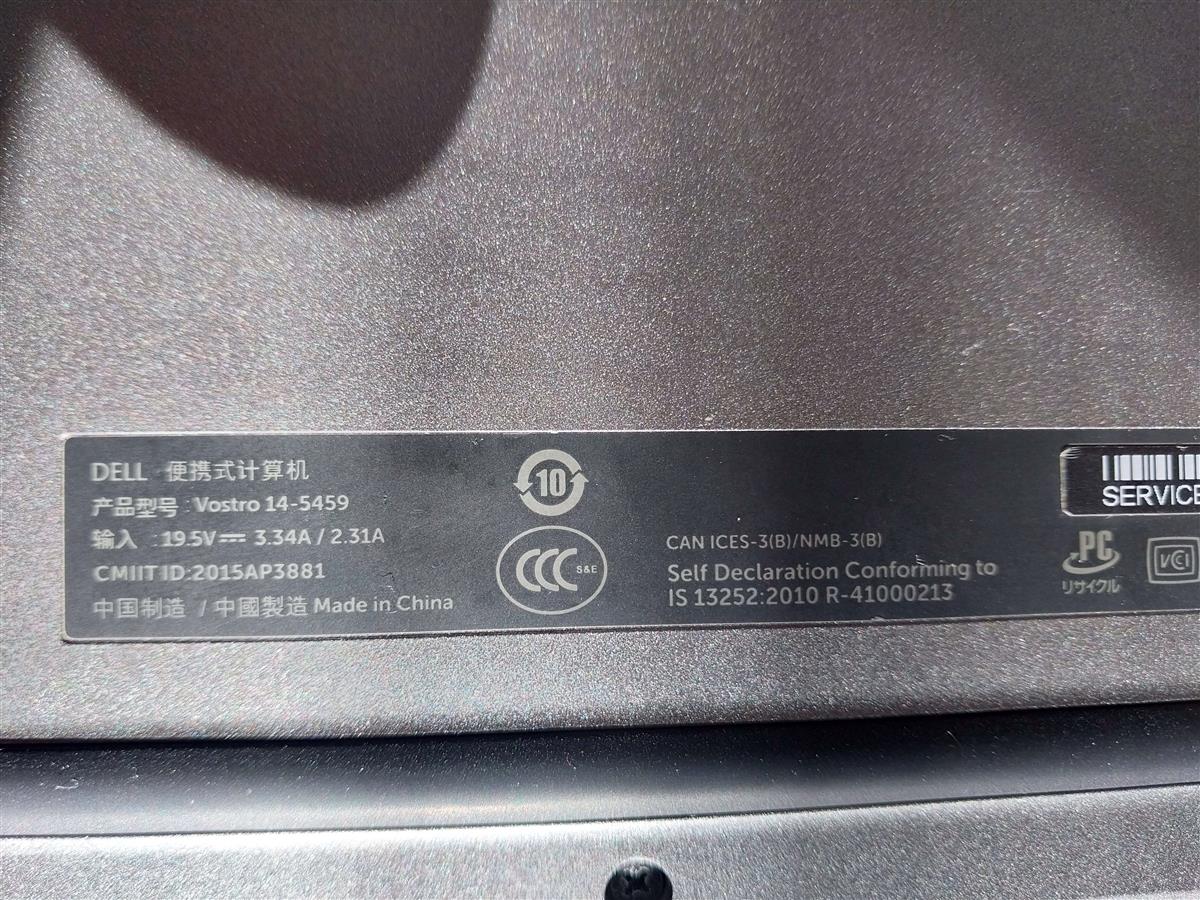 DELL 便携式计算机
产品型号 : Vostro 14-5459
输入 : 19.5V⎓ 3.34A / 2.31A
CMIIT ID:2015AP3881
中国制造 / 中國製造 Made in China
10
CCC S&E
CAN ICES-3(B)/NMB-3(B)
Self Declaration Conforming to
IS 13252:2010 R-41000213
SERVICE
PC
リサイクル
VCI